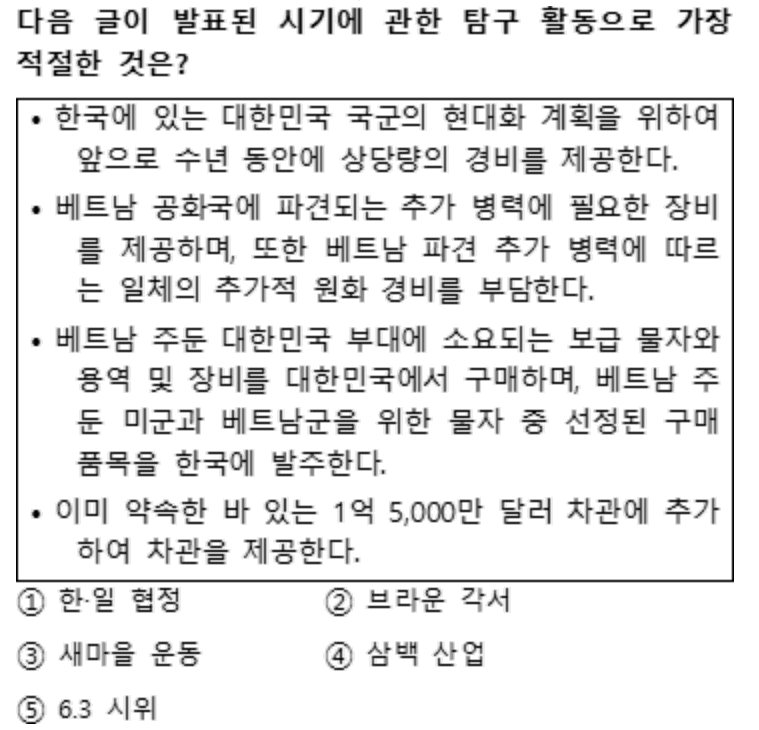 다음 글이 발표된 시기에 관한 탐구 활동으로 가장
적절한 것은?
• 한국에 있는 대한민국 국군의 현대화 계획을 위하여
앞으로 수년 동안에 상당량의 경비를 제공한다.
• 베트남 공화국에 파견되는 추가 병력에 필요한 장비
를 제공하며, 또한 베트남 파견 추가 병력에 따르
는 일체의 추가적 원화 경비를 부담한다.
• 베트남 주둔 대한민국 부대에 소요되는 보급 물자와
용역 및 장비를 대한민국에서 구매하며, 베트남 주
둔 미군과 베트남군을 위한 물자 중 선정된 구매
품목을 한국에 발주한다.
• 이미 약속한 바 있는 1억 5,000만 달러 차관에 추가
하여 차관을 제공한다.
① 한·일 협정 ② 브라운 각서
③ 새마을 운동 ④ 삼백 산업
⑤ 6.3 시위